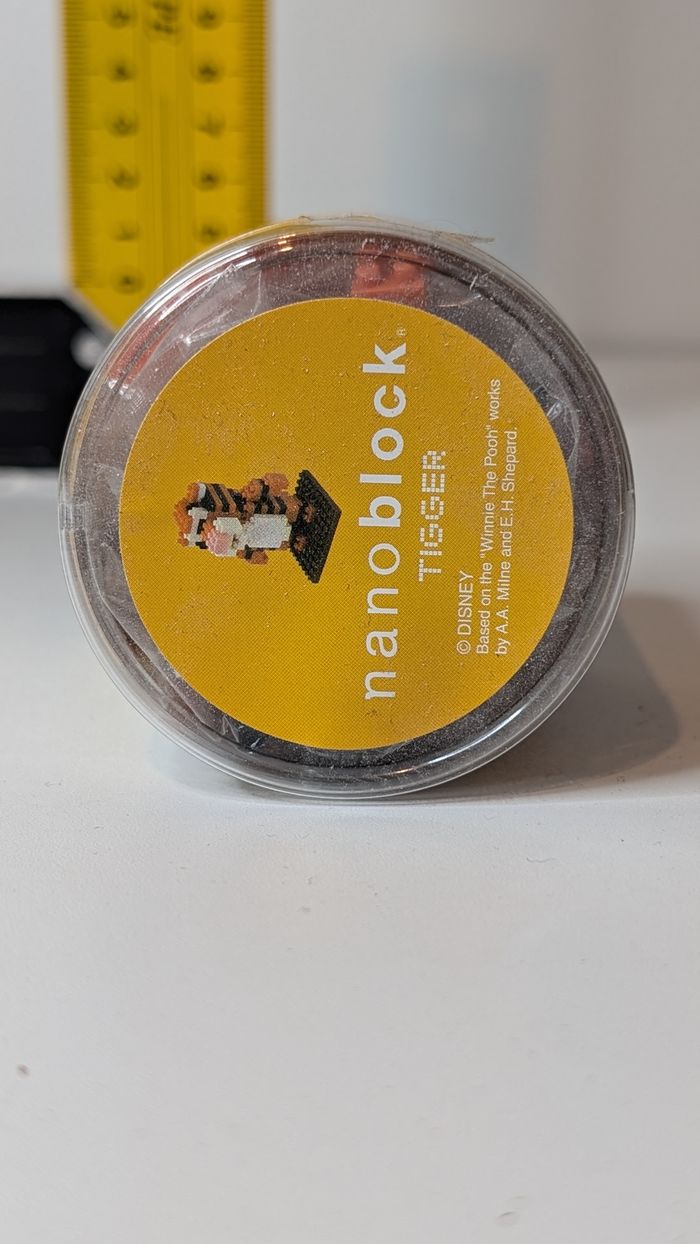 nanoblock®
TIGGER
© DISNEY
Based on the "Winnie The Pooh" works
by A.A. Milne and E.H. Shepard.